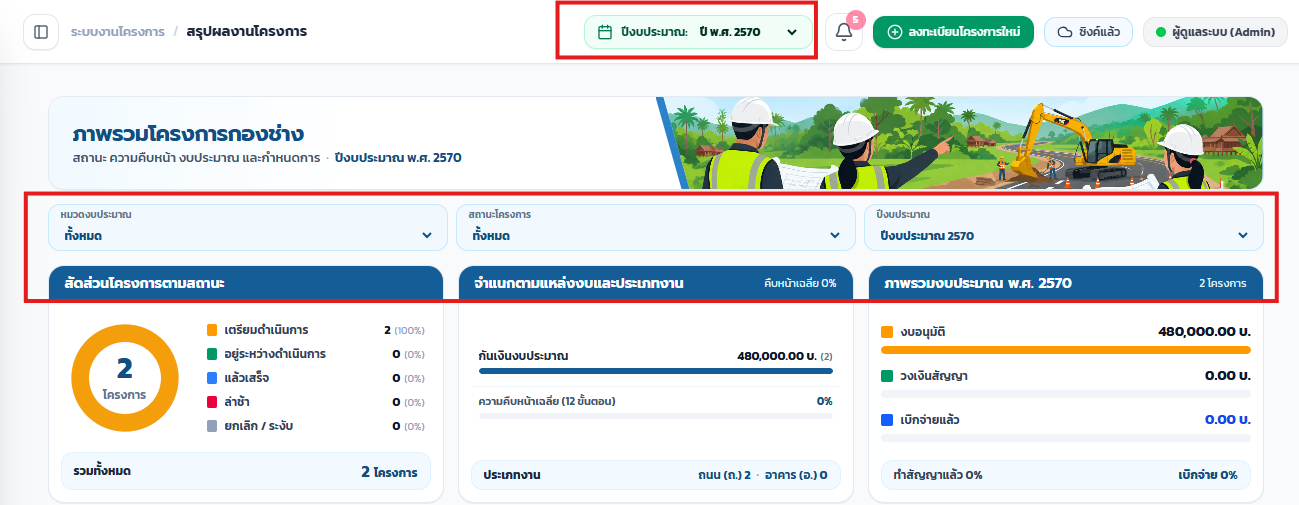 ระบบงานโครงการ / สรุปผลงานโครงการ
ปีงบประมาณ: ปี พ.ศ. 2570
5
ลงทะเบียนโครงการใหม่
ซิงค์แล้ว
ผู้ดูแลระบบ (Admin)
ภาพรวมโครงการกองช่าง
สถานะ ความคืบหน้า งบประมาณ และกำหนดการ · ปีงบประมาณ พ.ศ. 2570
หมวดงบประมาณ
ทั้งหมด
สถานะโครงการ
ทั้งหมด
ปีงบประมาณ
ปีงบประมาณ 2570
สัดส่วนโครงการตามสถานะ
2
โครงการ
เตรียมดำเนินการ 2 (100%)
อยู่ระหว่างดำเนินการ 0 (0%)
แล้วเสร็จ 0 (0%)
ล่าช้า 0 (0%)
ยกเลิก / ระงับ 0 (0%)
รวมทั้งหมด 2 โครงการ
จำแนกตามแหล่งงบและประเภทงาน คืบหน้าเฉลี่ย 0%
กันเงินงบประมาณ 480,000.00 บ. (2)
ความคืบหน้าเฉลี่ย (12 ขั้นตอน) 0%
ประเภทงาน ถนน (ถ.) 2 · อาคาร (อ.) 0
ภาพรวมงบประมาณ พ.ศ. 2570 2 โครงการ
งบอนุมัติ 480,000.00 บ.
วงเงินสัญญา 0.00 บ.
เบิกจ่ายแล้ว 0.00 บ.
ทำสัญญาแล้ว 0% เบิกจ่าย 0%